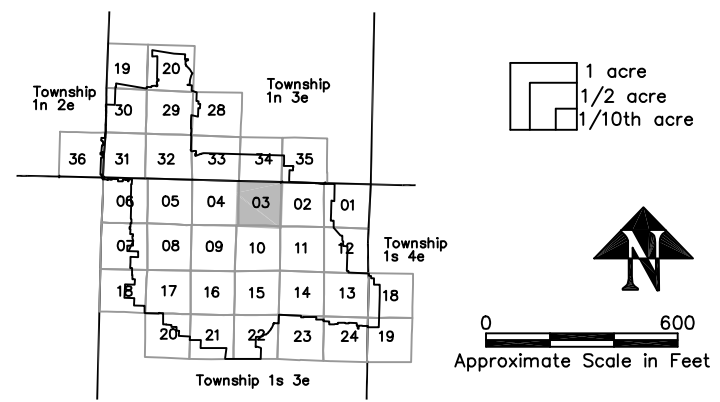 19 20
Township
1n 2e
Township
1n 3e
30 29 28
36 31 32 33 34 35
06 05 04 03 02 01
07 08 09 10 11 12
Township
1s 4e
18 17 16 15 14 13 18
20 21 22 23 24 19
Township 1s 3e
1 acre
1/2 acre
1/10th acre
N
0 600
Approximate Scale in Feet